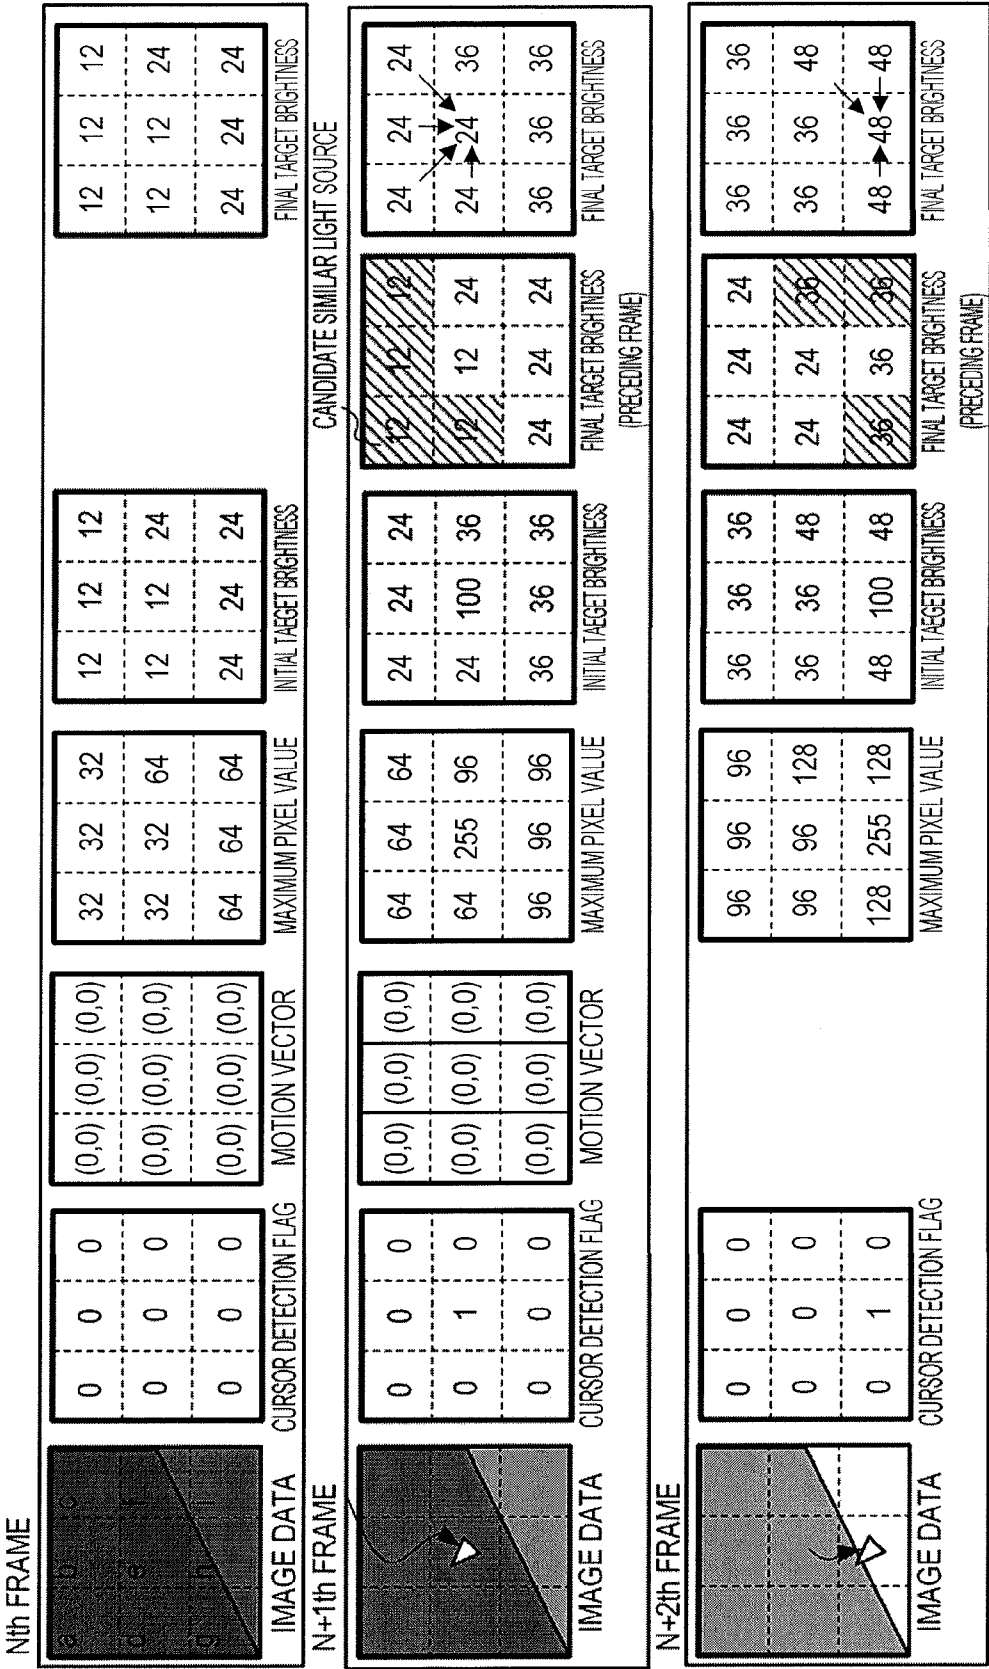 Nth FRAME
a b c
d e f
g h i
IMAGE DATA
0 0 0
0 0 0
0 0 0
CURSOR DETECTION FLAG
(0,0) (0,0) (0,0)
(0,0) (0,0) (0,0)
(0,0) (0,0) (0,0)
MOTION VECTOR
32 32 32
32 32 64
64 64 64
MAXIMUM PIXEL VALUE
12 12 12
12 12 24
24 24 24
INITIAL TAEGET BRIGHTNESS
12 12 12
12 12 24
24 24 24
FINAL TARGET BRIGHTNESS
N+1th FRAME
IMAGE DATA
0 0 0
0 1 0
0 0 0
CURSOR DETECTION FLAG
(0,0) (0,0) (0,0)
(0,0) (0,0) (0,0)
(0,0) (0,0) (0,0)
MOTION VECTOR
64 64 64
64 255 96
96 96 96
MAXIMUM PIXEL VALUE
24 24 24
24 100 36
36 36 36
INITIAL TAEGET BRIGHTNESS
CANDIDATE SIMILAR LIGHT SOURCE
12 12 12
12 12 24
24 24 24
FINAL TARGET BRIGHTNESS
(PRECEDING FRAME)
24 24 24
24 24 36
36 36 36
FINAL TARGET BRIGHTNESS
N+2th FRAME
IMAGE DATA
0 0 0
0 0 0
0 1 0
CURSOR DETECTION FLAG
96 96 96
96 96 128
128 255 128
MAXIMUM PIXEL VALUE
36 36 36
36 36 48
48 100 48
INITIAL TAEGET BRIGHTNESS
24 24 24
24 24 36
36 36 36
FINAL TARGET BRIGHTNESS
(PRECEDING FRAME)
36 36 36
36 36 48
48 48 48
FINAL TARGET BRIGHTNESS